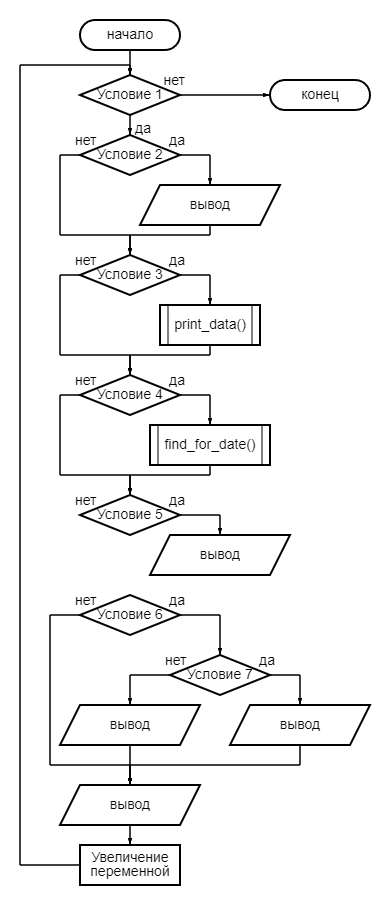 начало
нет
Условие 1
конец
да
нет
да
Условие 2
вывод
нет
да
Условие 3
print_data()
нет
да
Условие 4
find_for_date()
нет
да
Условие 5
вывод
нет
да
Условие 6
нет
да
Условие 7
вывод
вывод
вывод
Увеличение
переменной